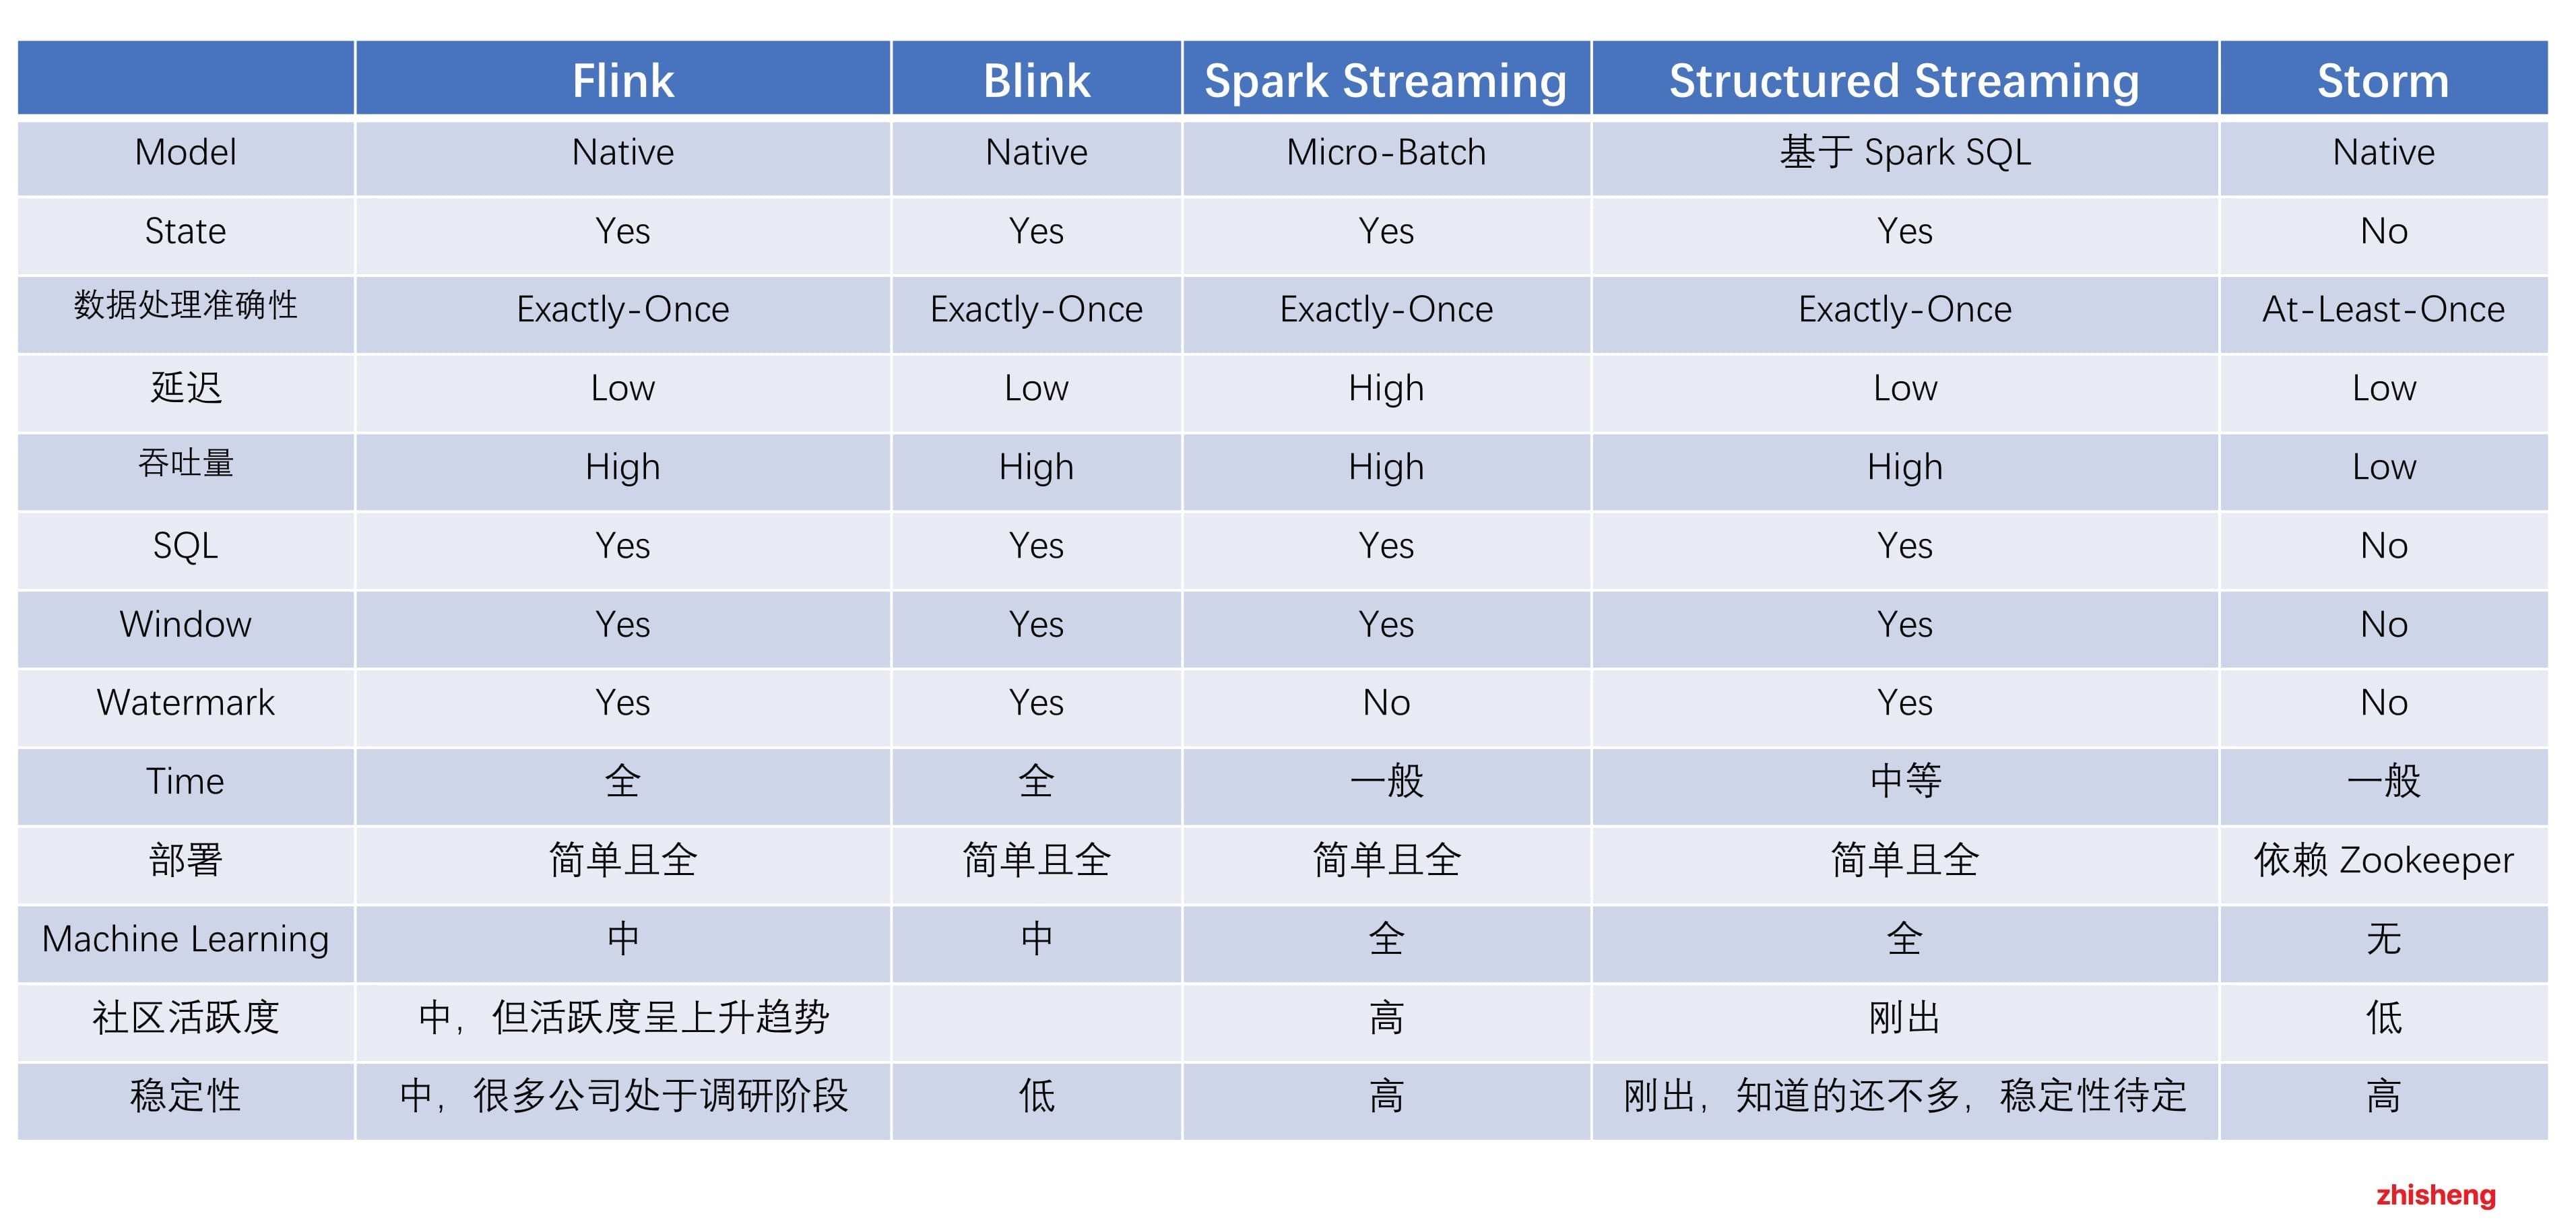 Flink Blink Spark Streaming Structured Streaming Storm
Model Native Native Micro-Batch 基于 Spark SQL Native
State Yes Yes Yes Yes No
数据处理准确性 Exactly-Once Exactly-Once Exactly-Once Exactly-Once At-Least-Once
延迟 Low Low High Low Low
吞吐量 High High High High Low
SQL Yes Yes Yes Yes No
Window Yes Yes Yes Yes No
Watermark Yes Yes No Yes No
Time 全 全 一般 中等 一般
部署 简单且全 简单且全 简单且全 简单且全 依赖 Zookeeper
Machine Learning 中 中 全 全 无
社区活跃度 中，但活跃度呈上升趋势 高 刚出 低
稳定性 中，很多公司处于调研阶段 低 高 刚出，知道的还不多，稳定性待定 高
zhisheng